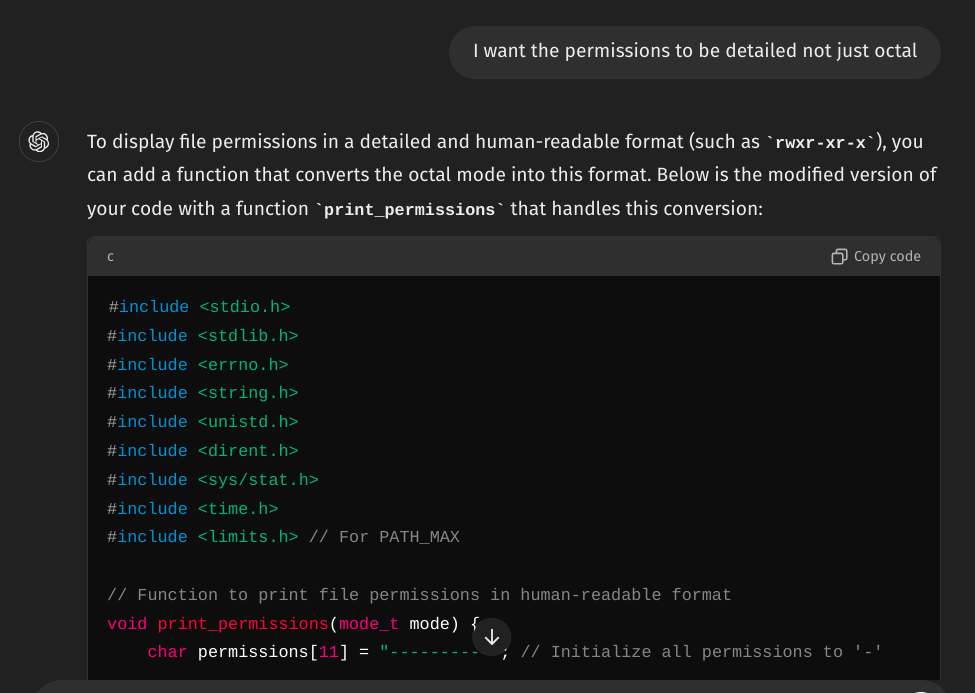 I want the permissions to be detailed not just octal
To display file permissions in a detailed and human-readable format (such as `rwxr-xr-x`), you
can add a function that converts the octal mode into this format. Below is the modified version of
your code with a function `print_permissions` that handles this conversion:
c Copy code
#include <stdio.h>
#include <stdlib.h>
#include <errno.h>
#include <string.h>
#include <unistd.h>
#include <dirent.h>
#include <sys/stat.h>
#include <time.h>
#include <limits.h> // For PATH_MAX
// Function to print file permissions in human-readable format
void print_permissions(mode_t mode) {
char permissions[11] = "--------- ; // Initialize all permissions to '-'